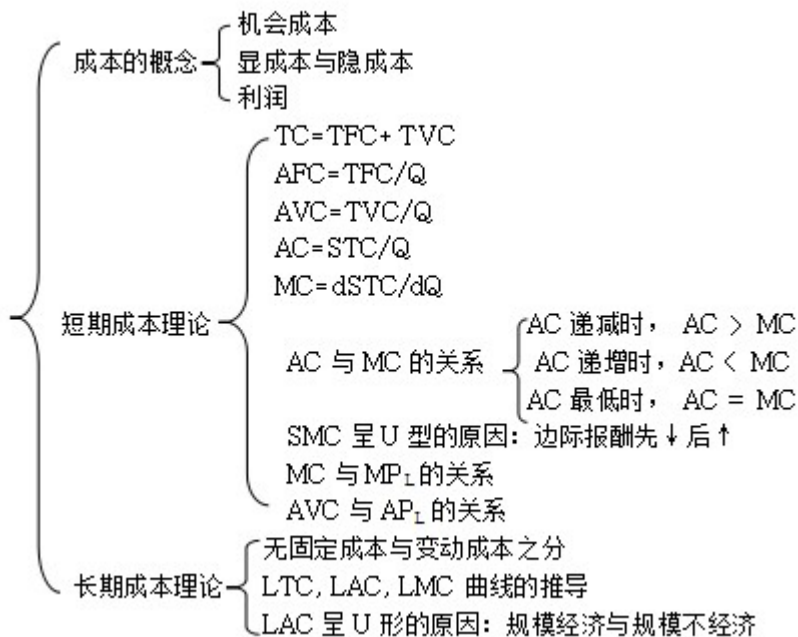 机会成本
成本的概念
显成本与隐成本
利润
TC=TFC+TVC
AFC=TFC/Q
AVC=TVC/Q
AC=STC/Q
MC=dSTC/dQ
短期成本理论
AC 递减时，AC > MC
AC 与 MC 的关系
AC 递增时，AC < MC
AC 最低时，AC = MC
SMC 呈 U 型的原因：边际报酬先↓后↑
MC 与 MP_L 的关系
AVC 与 AP_L 的关系
无固定成本与变动成本之分
长期成本理论
LTC, LAC, LMC 曲线的推导
LAC 呈 U 形的原因：规模经济与规模不经济